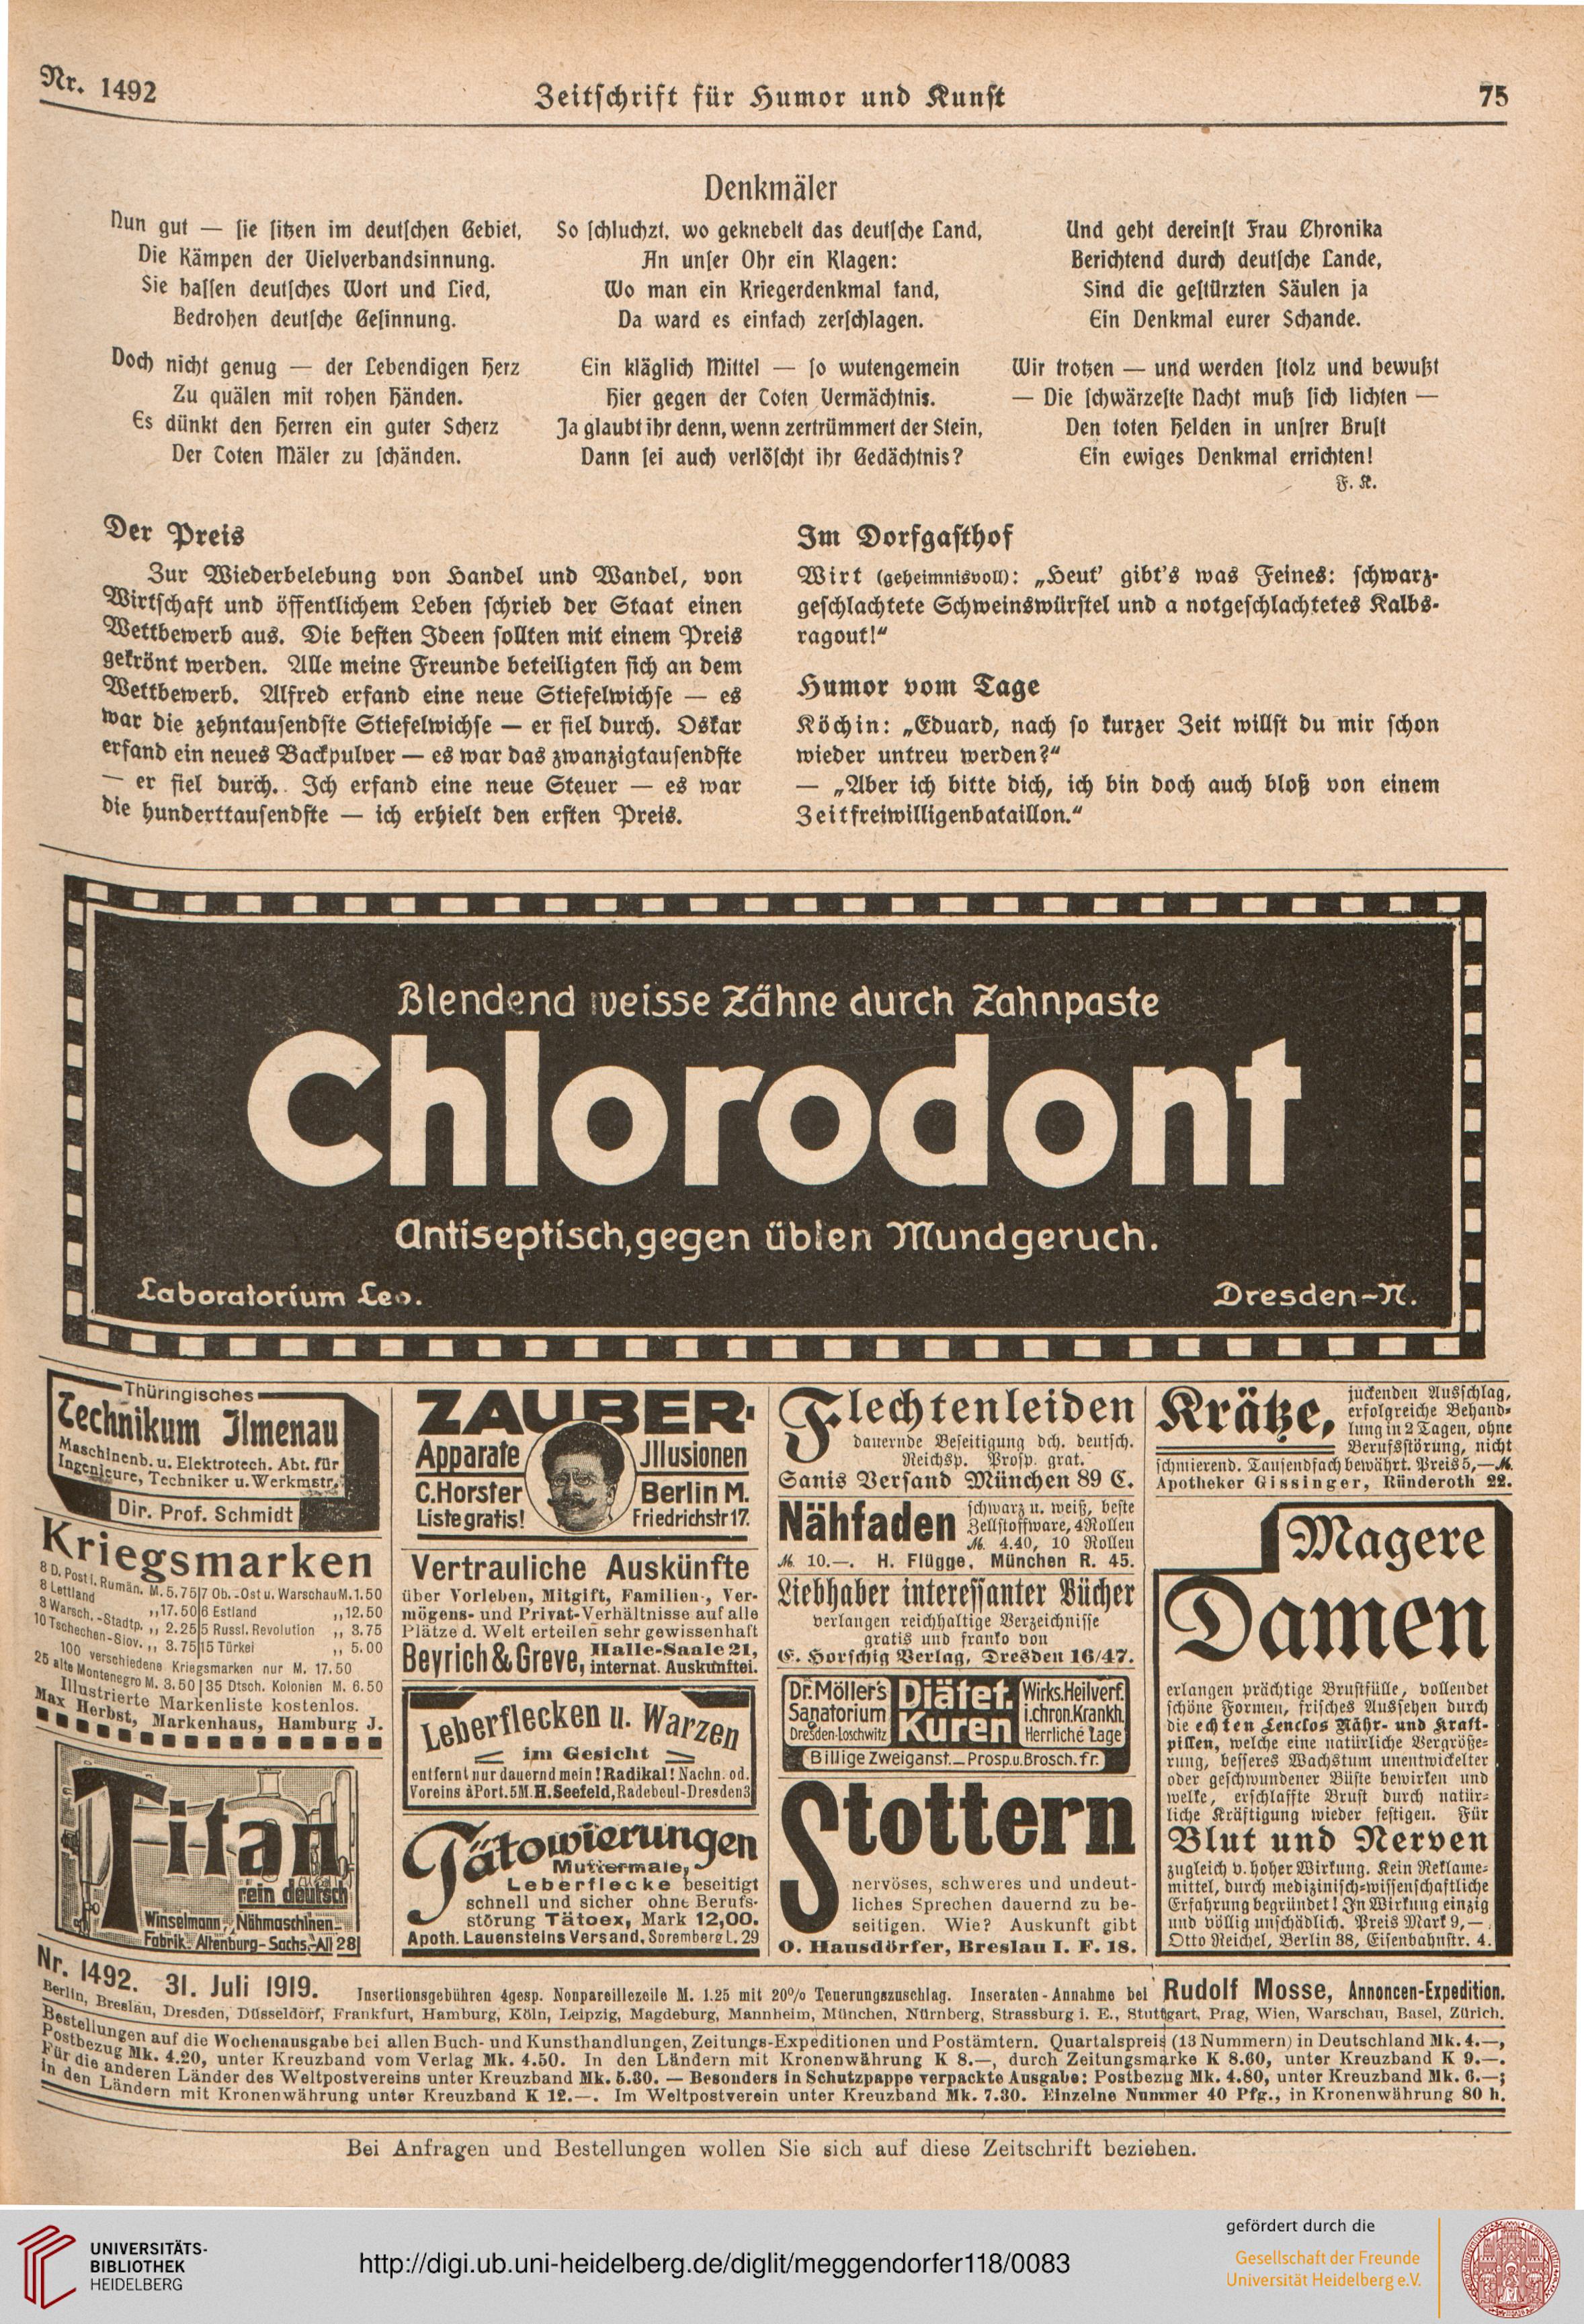 Nr. 1492
Zeitschrift für Humor und Kunst
75
Denkmäler
Nun gut — sie sitzen im deutschen Gebiet,
Die Kämpen der Vielverbandsinnung.
Sie hassen deutsches Wort und Lied,
Bedrohen deutsche Gesinnung.
Doch nicht genug — der Lebendigen Herz
Zu quälen mit rohen Händen.
Es dünkt den Herren ein guter Scherz
Der Toten Mäler zu schänden.
So schluchzt, wo geknebelt das deutsche Land,
An unser Ohr ein Klagen:
Wo man ein Kriegerdenkmal fand,
Da ward es einfach zerschlagen.
Ein kläglich Mittel — so wutengemein
Hier gegen der Toten Vermächtnis.
Ja glaubt ihr denn, wenn zertrümmert der Stein,
Dann sei auch verlöscht ihr Gedächtnis?
Und geht dereinst Frau Chronika
Berichtend durch deutsche Lande,
Sind die gestürzten Säulen ja
Ein Denkmal eurer Schande.
Wir trotzen — und werden stolz und bewußt
— Die schwärzeste Nacht muß sich lichten —
Den toten Helden in unsrer Brust
Ein ewiges Denkmal errichten!
F. K.
Der Preis
Zur Wiederbelebung von Handel und Wandel, von
Wirtschaft und öffentlichem Leben schrieb der Staat einen
Wettbewerb aus. Die besten Ideen sollten mit einem Preis
gekrönt werden. Alle meine Freunde beteiligten sich an dem
Wettbewerb. Alfred erfand eine neue Stiefelwichse — es
war die zehntausendste Stiefelwichse — er fiel durch. Oskar
erfand ein neues Backpulver — es war das zwanzigtausendste
— er fiel durch. Ich erfand eine neue Steuer — es war
die hunderttausendste — ich erhielt den ersten Preis.
Im Dorfgasthof
Wirt (geheimnisvoll): „Heut' gibt's was Feines: schwarz-
geschlachtete Schweinswürstel und a notgeschlachtetes Kalbs-
ragout!“
Humor vom Tage
Köchin: „Eduard, nach so kurzer Zeit willst du mir schon
wieder untreu werden?“
— „Aber ich bitte dich, ich bin doch auch bloß von einem
Zeitfreiwilligenbataillon.“
Blendend weisse Zähne durch Zahnpaste
Chlorodont
Antiseptisch, gegen üblen Mundgeruch.
Laboratorium Leo.
Dresden-N.
Thüringisches
Technikum Ilmenau
Maschinenb. u. Elektrotech. Abt. für
Ingenieure, Techniker u. Werkmstr.
Dir. Prof. Schmidt
Kriegsmarken
8 D. Post i. Rumän. M. 5.75|7 Ob.-Ost u. Warschau M. 1.50
8 Lettland ,, 17.50|6 Estland ,, 12.50
8 Warsch.-Stadtp. ,, 2.25|5 Russl. Revolution ,, 3.75
10 Tschechen-Slov. ,, 3.75|15 Türkei ,, 5.00
100 verschiedene Kriegsmarken nur M. 17.50
25 alte Montenegro M. 3.50|35 Dtsch. Kolonien M. 6.50
Illustrierte Markenliste kostenlos.
Max Herbst, Markenhaus, Hamburg J.
Titan
rein deutsch
Winselmann, Nähmaschinen-
Fabrik. Altenburg-Sachs.-Alt 28
ZAUBER-
Apparate Jllusionen
C. Horster Berlin M.
Liste gratis! Friedrichstr 17.
Vertrauliche Auskünfte
über Vorleben, Mitgift, Familien-, Ver-
mögens- und Privat-Verhältnisse auf alle
Plätze d. Welt erteilen sehr gewissenhaft
Beyrich & Greve, Halle-Saale 21,
internat. Auskunftei.
Leberflecken u. Warzen
im Gesicht
entfernt nur dauernd mein! Radikal! Nachn. od.
Voreins à Port. 5M. H. Seefeld, Radebeul-Dresden 3
Tätowierungen
Muttermale,
Leberflecke beseitigt
schnell und sicher ohne Berufs-
störung Tätoex, Mark 12,00.
Apoth. Lauensteins Versand, Spremberg L. 29
Flechtenleiden
dauernde Beseitigung dch. deutsch.
Reichsp. Prosp. grat.
Sanis Versand München 89 C.
Nähfaden schwarz u. weiß, beste
Zellstoffware, 4 Rollen
M. 4.40, 10 Rollen
M. 10.—. H. Flügge, München R. 45.
Liebhaber interessanter Bücher
verlangen reichhaltige Verzeichnisse
gratis und franko von
E. Horschig Verlag, Dresden 16/47.
Dr. Möller's
Sanatorium
Dresden-Loschwitz
Diätet.
Kuren
Wirks. Heilverf.
i. chron. Krankh.
Herrliche Lage
Billige Zweiganst. — Prosp. u. Brosch. fr.
Stottern
nervöses, schweres und undeut-
liches Sprechen dauernd zu be-
seitigen. Wie? Auskunft gibt
O. Hausdörfer, Breslau I. F. 18.
Krätze, juckenden Ausschlag,
erfolgreiche Behand-
lung in 2 Tagen, ohne
Berufsstörung, nicht
schmierend. Tausendfach bewährt. Preis 5,— M.
Apotheker Gissinger, Ründeroth 22.
Magere
Damen
erlangen prächtige Brustfülle, vollendet
schöne Formen, frisches Aussehen durch
die echten Lenclos Nähr- und Kraft-
pillen, welche eine natürliche Vergröße-
rung, besseres Wachstum unentwickelter
oder geschwundener Büste bewirken und
welke, erschlaffte Brust durch natür-
liche Kräftigung wieder festigen. Für
Blut und Nerven
zugleich v. hoher Wirkung. Kein Reklame-
mittel, durch medizinisch-wissenschaftliche
Erfahrung begründet! In Wirkung einzig
und völlig unschädlich. Preis Mark 9,—
Otto Reichel, Berlin 38, Eisenbahnstr. 4.
Nr. 1492. 31. Juli 1919. Insertionsgebühren 4gesp. Nonpareillezeile M. 1.25 mit 20% Teuerungszuschlag. Inseraten-Annahme bei Rudolf Mosse, Annoncen-Expedition.
Berlin, Breslau, Dresden, Düsseldorf, Frankfurt, Hamburg, Köln, Leipzig, Magdeburg, Mannheim, München, Nürnberg, Strassburg i. E., Stuttgart, Prag, Wien, Warschau, Basel, Zürich.
Bestellungen auf die Wochenausgabe bei allen Buch- und Kunsthandlungen, Zeitungs-Expeditionen und Postämtern. Quartalspreis (13 Nummern) in Deutschland Mk. 4.—,
Postbezug Mk. 4.20, unter Kreuzband vom Verlag Mk. 4.50. In den Ländern mit Kronenwährung K 8.—, durch Zeitungsmarke K 8.60, unter Kreuzband K 9.—.
Für die anderen Länder des Weltpostvereins unter Kreuzband Mk. 5.30. — Besonders in Schutzpappe verpackte Ausgabe: Postbezug Mk. 4.80, unter Kreuzband Mk. 6.—;
in den Ländern mit Kronenwährung unter Kreuzband K 12.—. Im Weltpostverein unter Kreuzband Mk. 7.30. Einzelne Nummer 40 Pfg., in Kronenwährung 80 h.
Bei Anfragen und Bestellungen wollen Sie sich auf diese Zeitschrift beziehen.
UNIVERSITÄTS-
BIBLIOTHEK
HEIDELBERG
http://digi.ub.uni-heidelberg.de/diglit/meggendorfer118/0083
gefördert durch die
Gesellschaft der Freunde
Universität Heidelberg e.V.